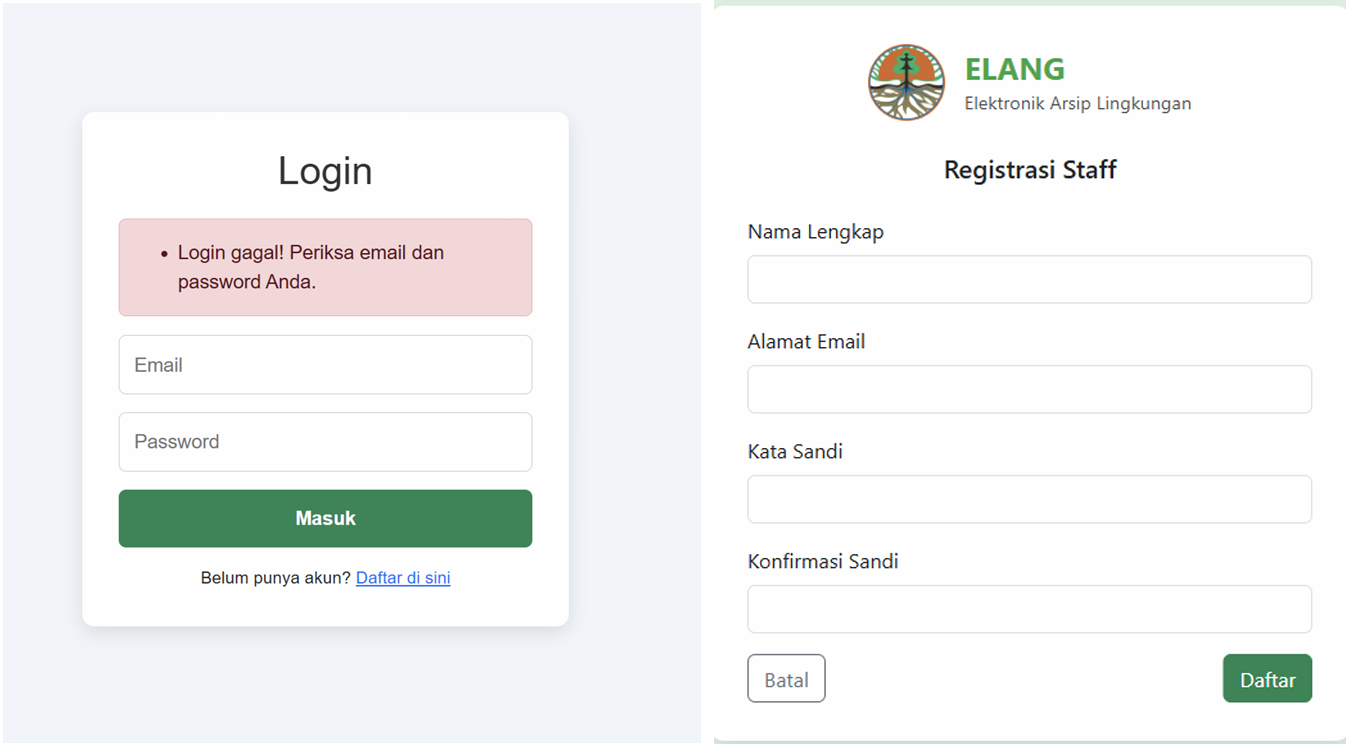 Login
Login gagal! Periksa email dan
password Anda.
Email
Password
Masuk
Belum punya akun? Daftar di sini
ELANG
Elektronik Arsip Lingkungan
Registrasi Staff
Nama Lengkap
Alamat Email
Kata Sandi
Konfirmasi Sandi
Batal
Daftar